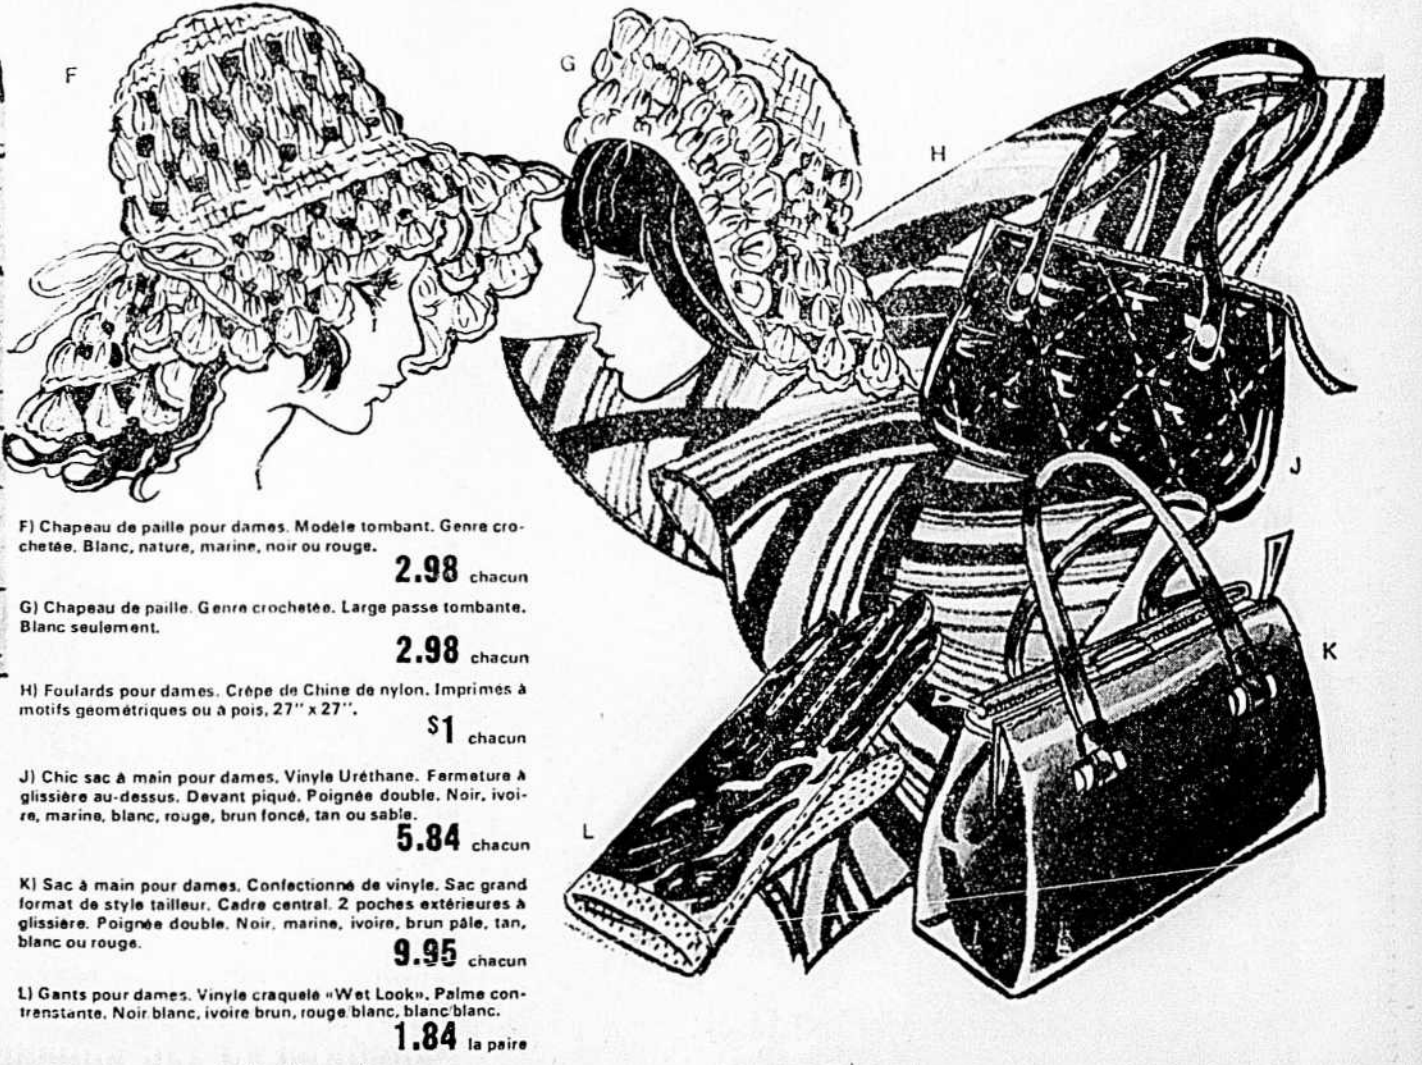 F
G
H
J
K
L
F) Chapeau de paille pour dames. Modèle tombant. Genre cro-
chetée. Blanc, nature, marine, noir ou rouge.
2.98 chacun
G) Chapeau de paille. Genre crochetée. Large passe tombante.
Blanc seulement.
2.98 chacun
H) Foulards pour dames. Crêpe de Chine de nylon. Imprimés à
motifs geométriques ou à pois, 27" x 27".
$1 chacun
J) Chic sac à main pour dames. Vinyle Uréthane. Fermeture à
glissière au-dessus. Devant piqué. Poignée double. Noir, ivoi-
re, marine, blanc, rouge, brun foncé, tan ou sable.
5.84 chacun
K) Sac à main pour dames. Confectionné de vinyle. Sac grand
format de style tailleur. Cadre central. 2 poches extérieures à
glissière. Poignée double. Noir, marine, ivoire, brun pâle, tan,
blanc ou rouge.
9.95 chacun
L) Gants pour dames. Vinyle craquelé «Wet Look». Palme con-
trenstante. Noir blanc, ivoire brun, rouge/blanc, blanc/blanc.
1.84 la paire